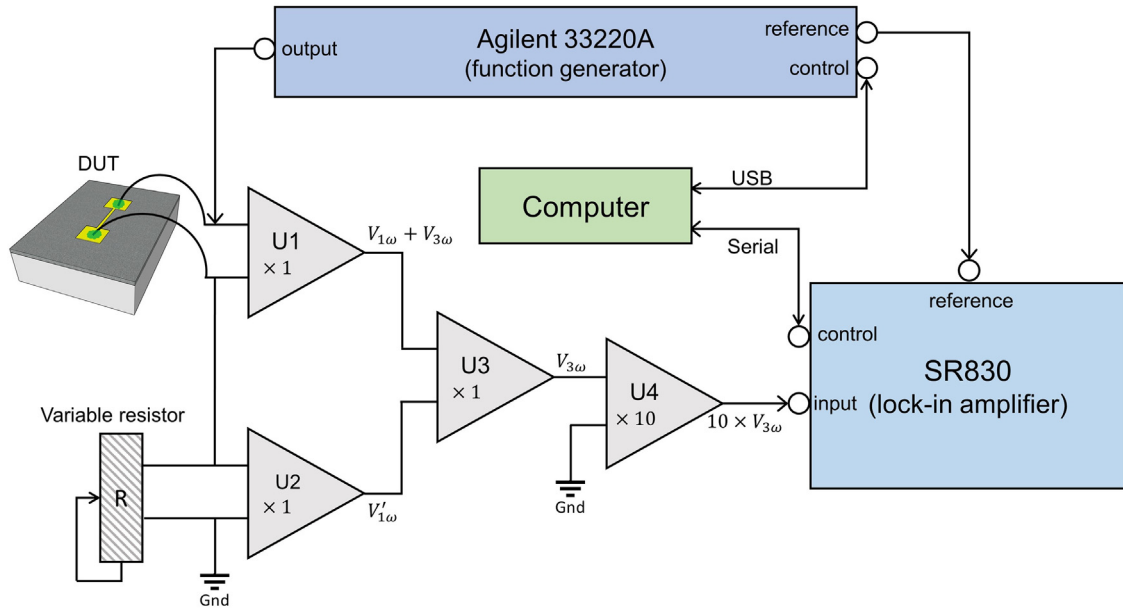 Agilent 33220A
(function generator)
output
reference
control
DUT
USB
Computer
Serial
U1
× 1
V₁ω + V₃ω
reference
control
U3
× 1
V₃ω
U4
× 10
10 × V₃ω
input
SR830
(lock-in amplifier)
Variable resistor
R
U2
× 1
V′₁ω
Gnd
Gnd